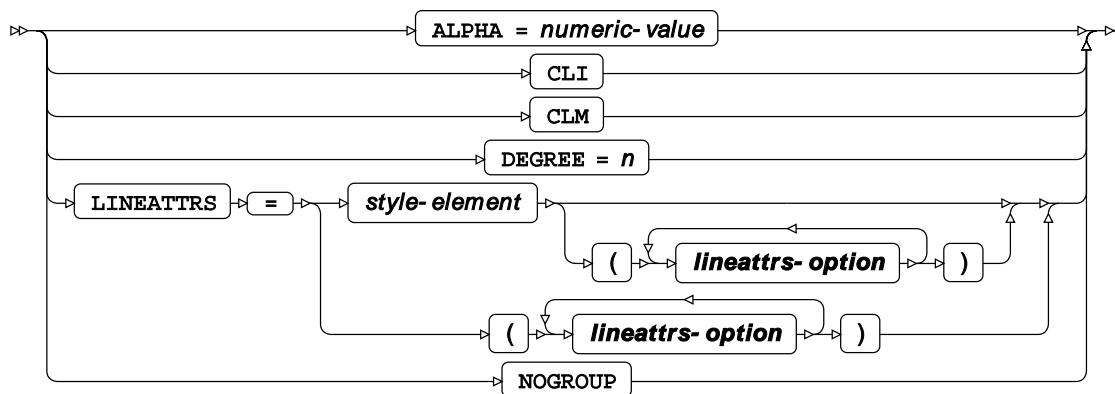 ALPHA = numeric-value
CLI
CLM
DEGREE = n
LINEATTRS = style-element
( lineattrs-option )
( lineattrs-option )
NOGROUP